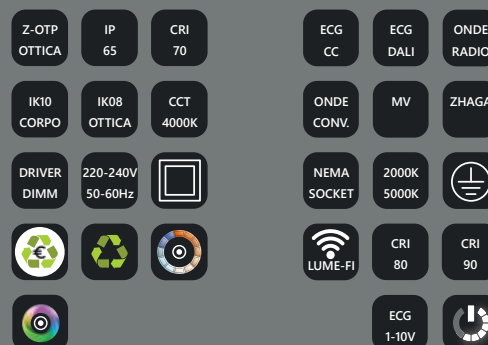 Z-OTP
OTTICA
IP
65
CRI
70
ECG
CC
ECG
DALI
ONDE
RADIO
IK10
CORPO
IK08
OTTICA
CCT
4000K
ONDE
CONV.
MV
ZHAGA
DRIVER
DIMM
220-240V
50-60Hz
NEMA
SOCKET
2000K
5000K
€
LUME-FI
CRI
80
CRI
90
ECG
1-10V